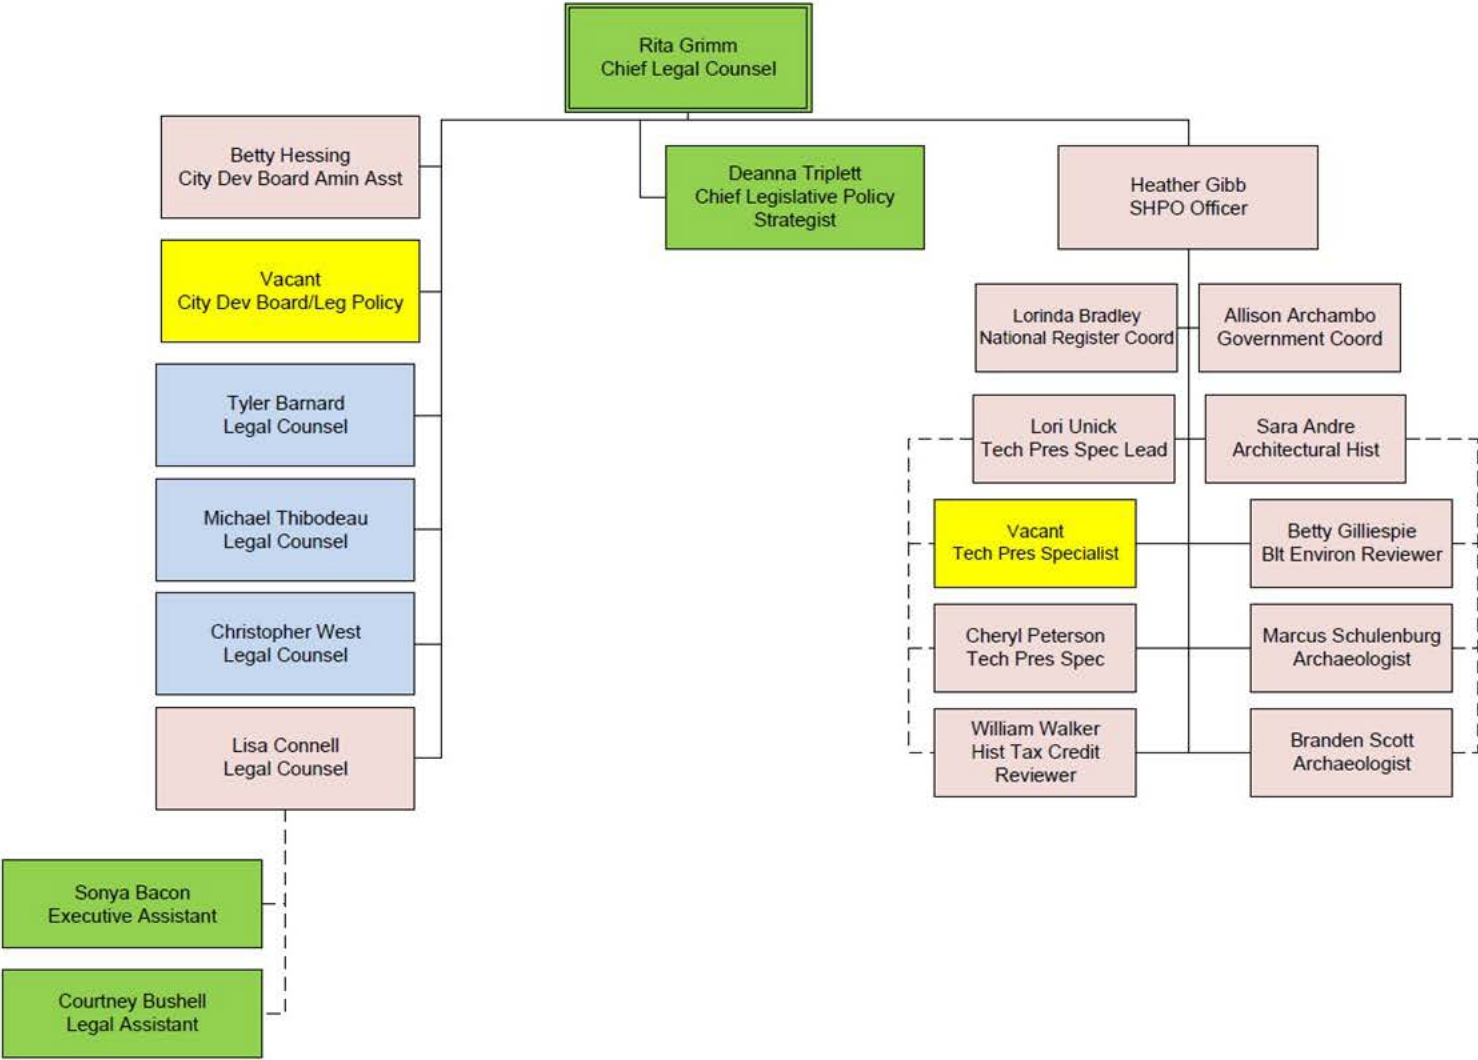 Rita Grimm
Chief Legal Counsel
Betty Hessing
City Dev Board Amin Asst
Deanna Triplett
Chief Legislative Policy
Strategist
Heather Gibb
SHPO Officer
Vacant
City Dev Board/Leg Policy
Lorinda Bradley
National Register Coord
Allison Archambo
Government Coord
Tyler Barnard
Legal Counsel
Lori Unick
Tech Pres Spec Lead
Sara Andre
Architectural Hist
Michael Thibodeau
Legal Counsel
Vacant
Tech Pres Specialist
Betty Gilliespie
Blt Environ Reviewer
Christopher West
Legal Counsel
Cheryl Peterson
Tech Pres Spec
Marcus Schulenburg
Archaeologist
Lisa Connell
Legal Counsel
William Walker
Hist Tax Credit
Reviewer
Branden Scott
Archaeologist
Sonya Bacon
Executive Assistant
Courtney Bushell
Legal Assistant